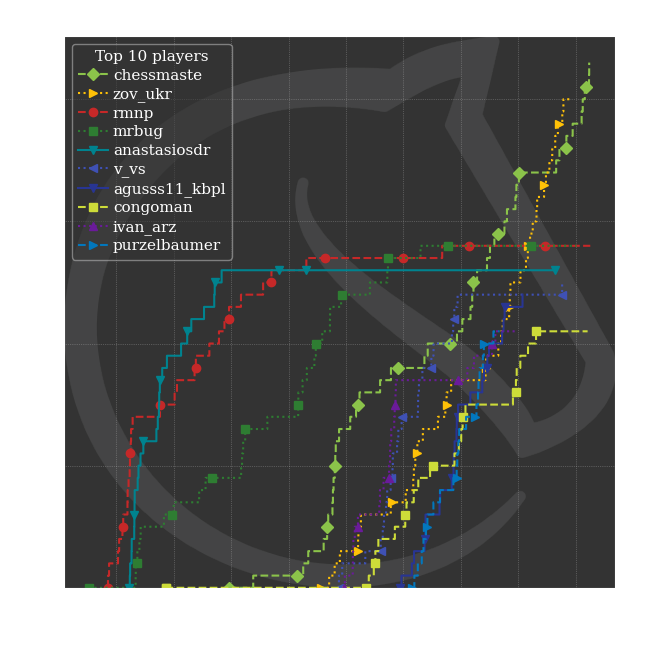 Top 10 players
chessmaste
zov_ukr
rmnp
mrbug
anastasiosdr
v_vs
agusss11_kbpl
congoman
ivan_arz
purzelbaumer